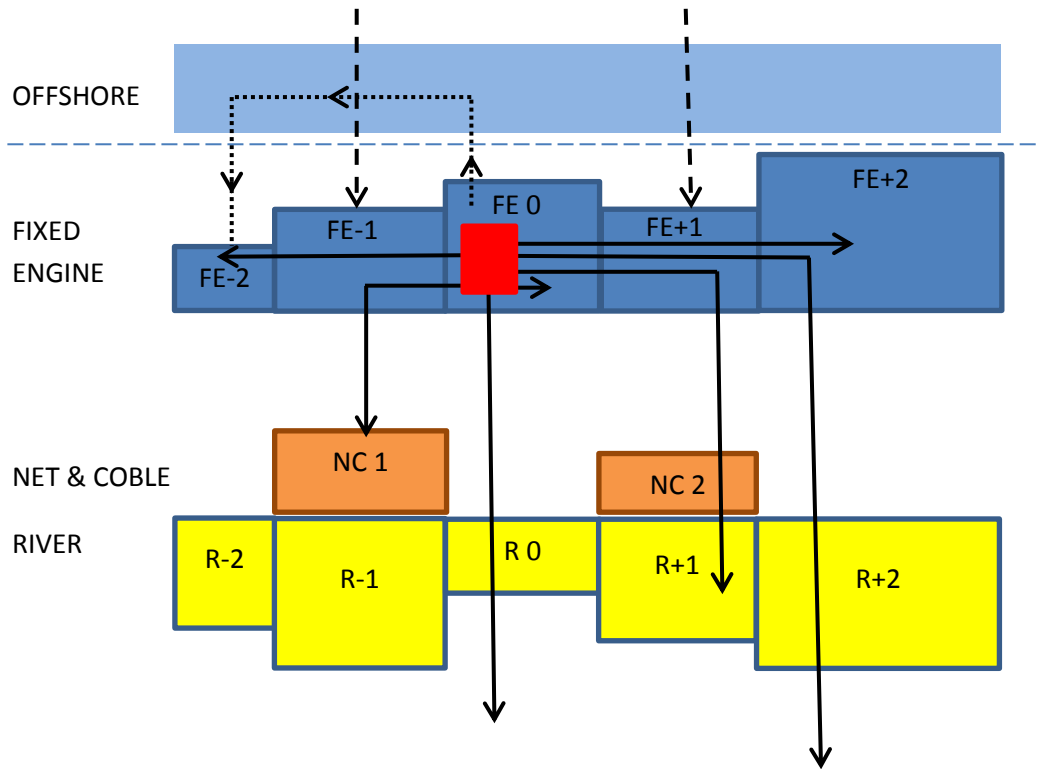 OFFSHORE
FE+2
FE 0
FE-1
FE+1
FIXED
ENGINE
FE-2
NC 1
NET & COBLE
NC 2
RIVER
R 0
R-2
R+1
R-1
R+2